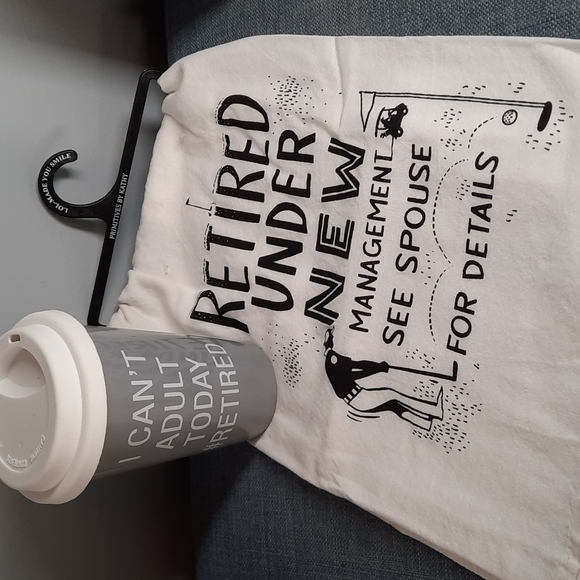 LOL-MADE YOU SMILE
PRIMITIVES BY KATHY
RETIRED
UNDER
NEW
MANAGEMENT
SEE SPOUSE
FOR DETAILS
I CAN'T
ADULT
TODAY
#RETIRED